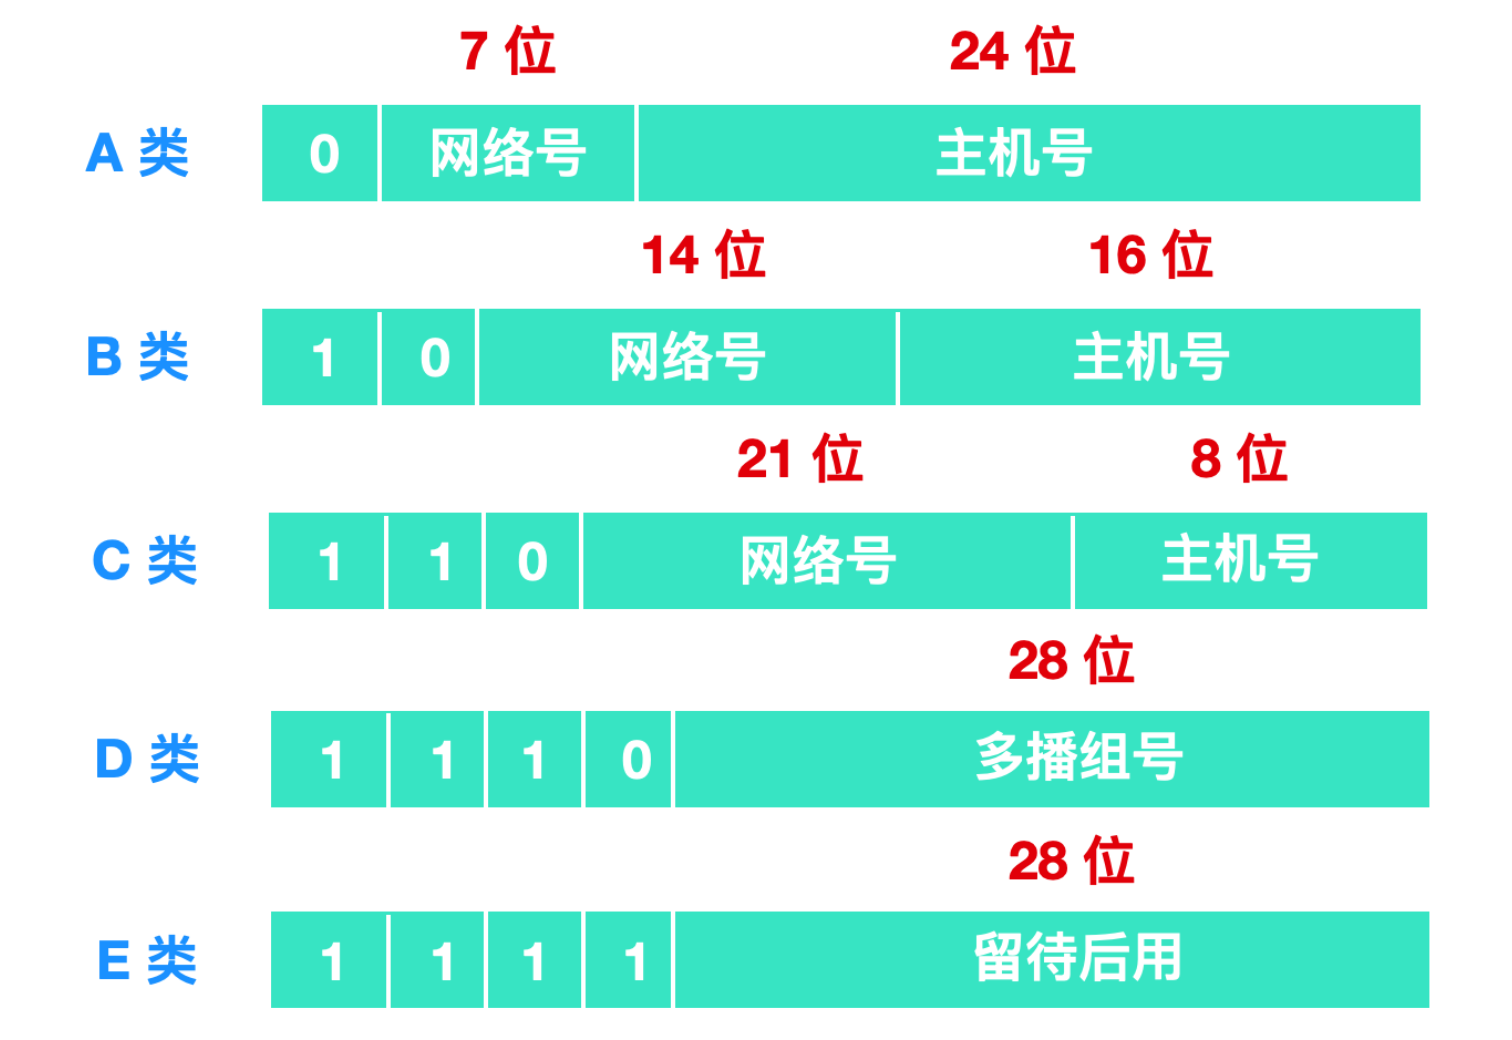 7 位 24 位
A 类 0 网络号 主机号
14 位 16 位
B 类 1 0 网络号 主机号
21 位 8 位
C 类 1 1 0 网络号 主机号
28 位
D 类 1 1 1 0 多播组号
28 位
E 类 1 1 1 1 留待后用